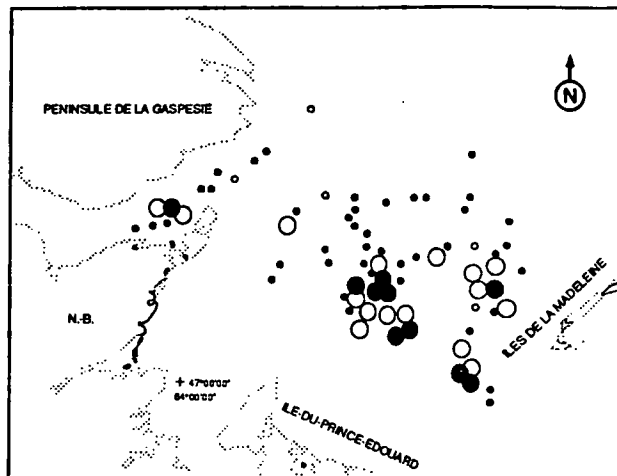 PENINSULE DE LA GASPESIE
N
N.-B.
ILES DE LA MADELEINE
+ 47°00'00"
64°00'00"
ILE-DU-PRINCE-EDOUARD